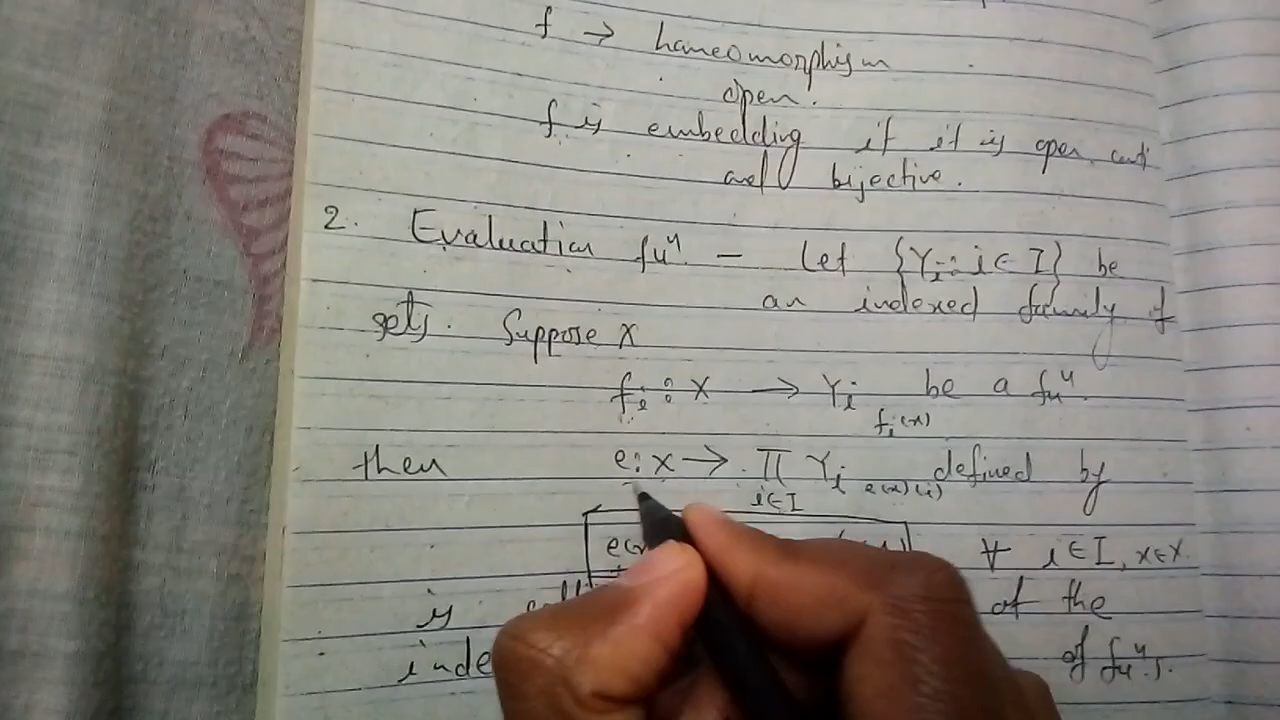 f → homeomorphism
open.
f is embedding if it is open cnt
and bijective.
2. Evaluation fuⁿ – Let {Yᵢ : i ∈ I} be
an indexed family of
sets. Suppose X
fᵢ : X → Yᵢ be a fuⁿ
fᵢ(x)
then e : X → ∏ Yᵢ defined by
i∈I e(x)(i)
∀ i ∈ I, x ∈ X
is of the
inde of fuⁿs.